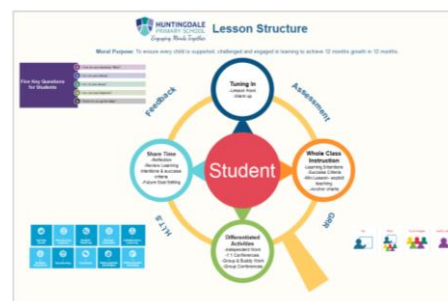 HUNTINGDALE
PRIMARY SCHOOL
Engaging Minds Together
Lesson Structure
Moral Purpose: To ensure every child is supported, challenged and engaged in learning to achieve 12 months growth in 12 months.
Five Key Questions
for Students
Feedback
Assessment
Tuning In
-Lesson Hook
-Warm up
Share Time
-Reflection
-Review Learning
Intentions & success
criteria
-Future Goal Setting
Student
Whole Class
Instruction
-Learning Intentions
-Success Criteria
-Mini Lesson- explicit
teaching
-Anchor charts
H.I.T.S
GRR
Differentiated
Activities
-Independent Work
-1:1 Conferences
-Group & Buddy Work
-Group Conferences